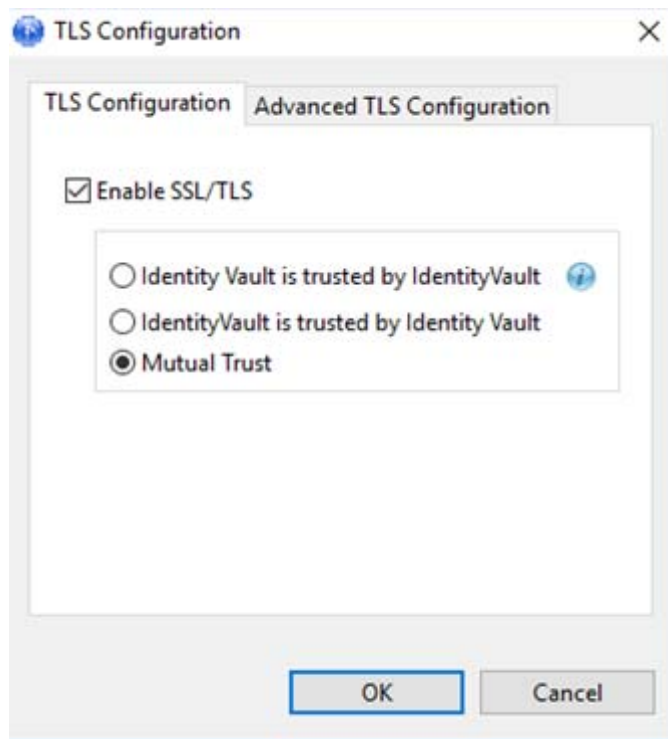 TLS Configuration
TLS Configuration
Advanced TLS Configuration
Enable SSL/TLS
Identity Vault is trusted by IdentityVault
IdentityVault is trusted by Identity Vault
Mutual Trust
OK
Cancel